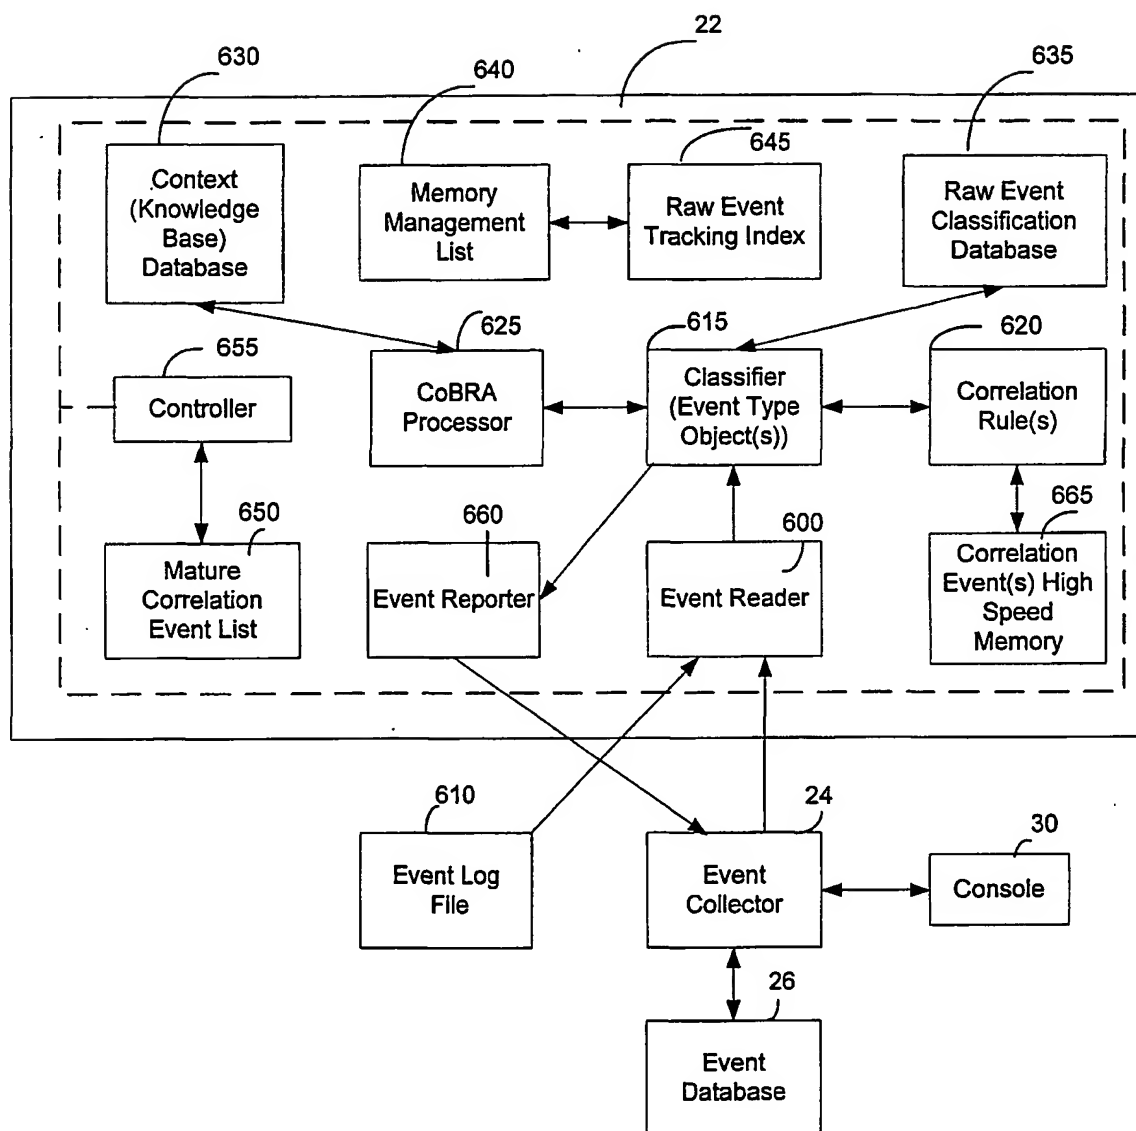 22
630
640
635
645
Context
(Knowledge
Base)
Database
Memory
Management
List
Raw Event
Tracking Index
Raw Event
Classification
Database
655
625
615
620
Controller
CoBRA
Processor
Classifier
(Event Type
Object(s))
Correlation
Rule(s)
650
660
600
665
Mature
Correlation
Event List
Event Reporter
Event Reader
Correlation
Event(s) High
Speed
Memory
610
24
30
Event Log
File
Event
Collector
Console
26
Event
Database